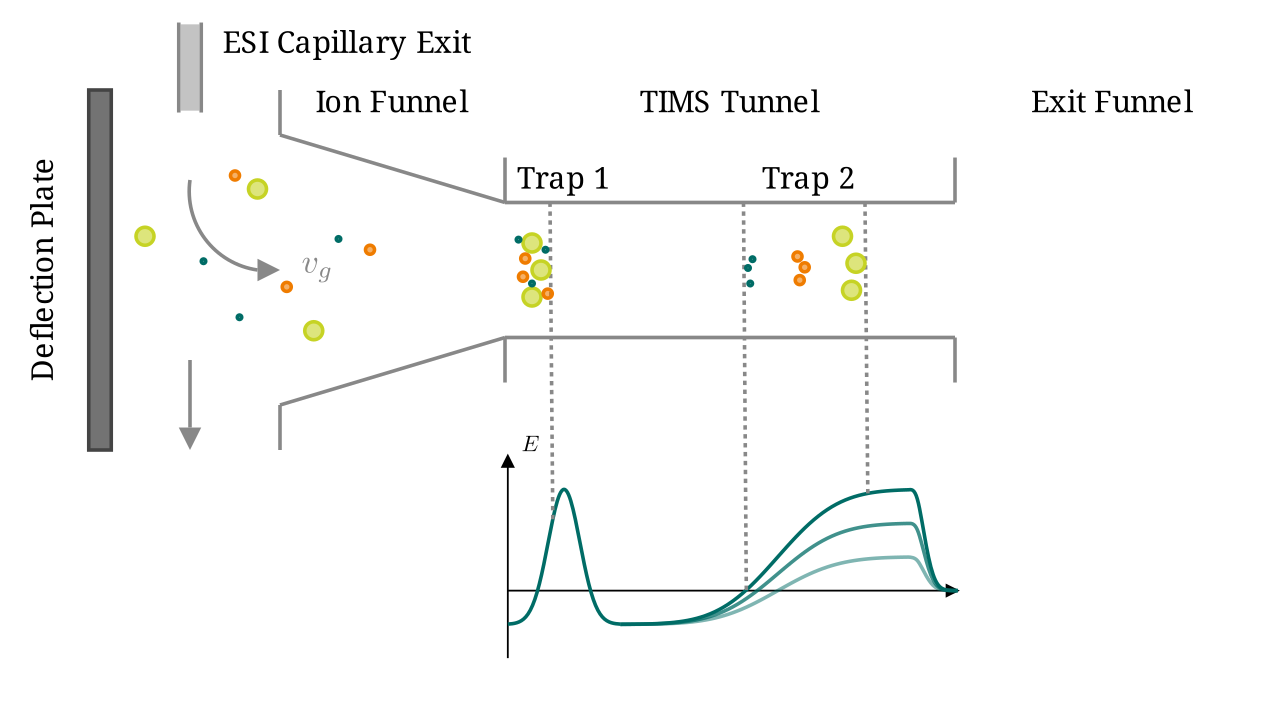 ESI Capillary Exit
Ion Funnel
TIMS Tunnel
Exit Funnel
Trap 1
Trap 2
Deflection Plate
v_g
E